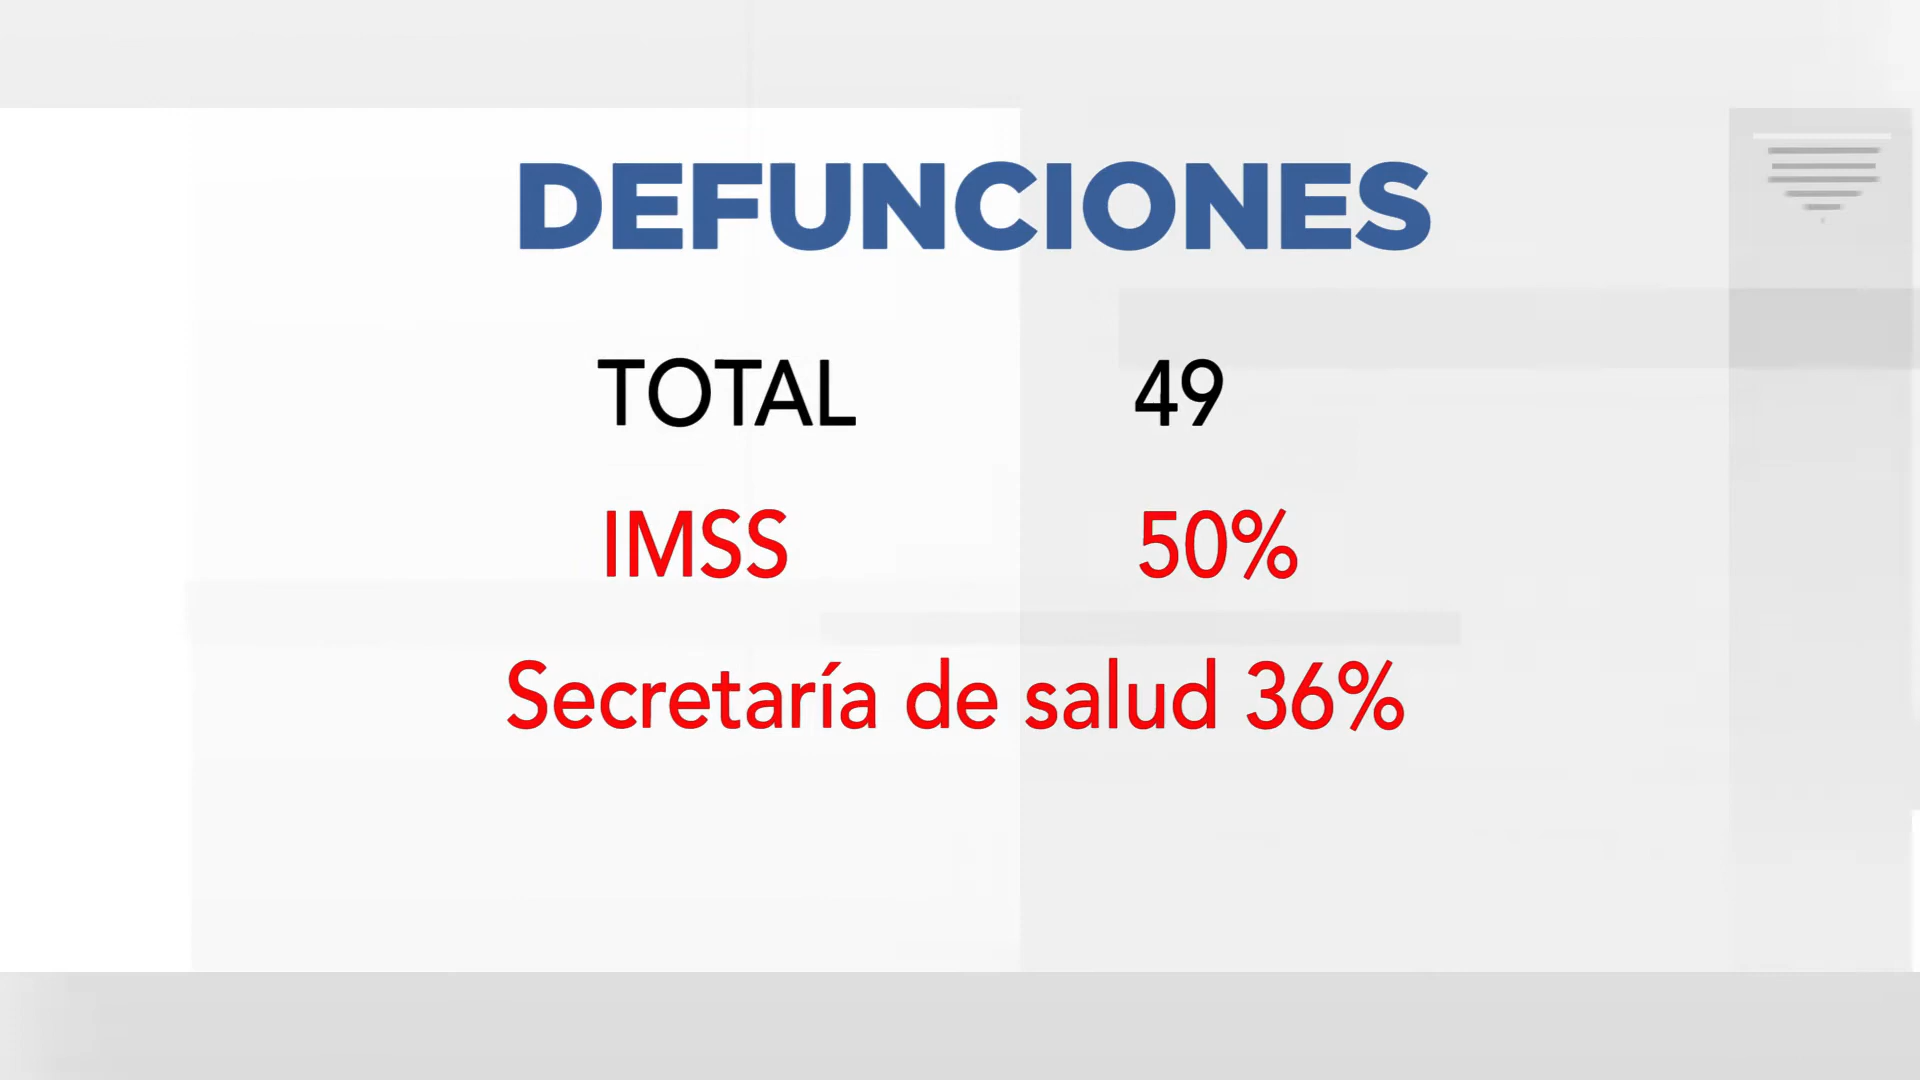 DEFUNCIONES
TOTAL 49
IMSS 50%
Secretaría de salud 36%